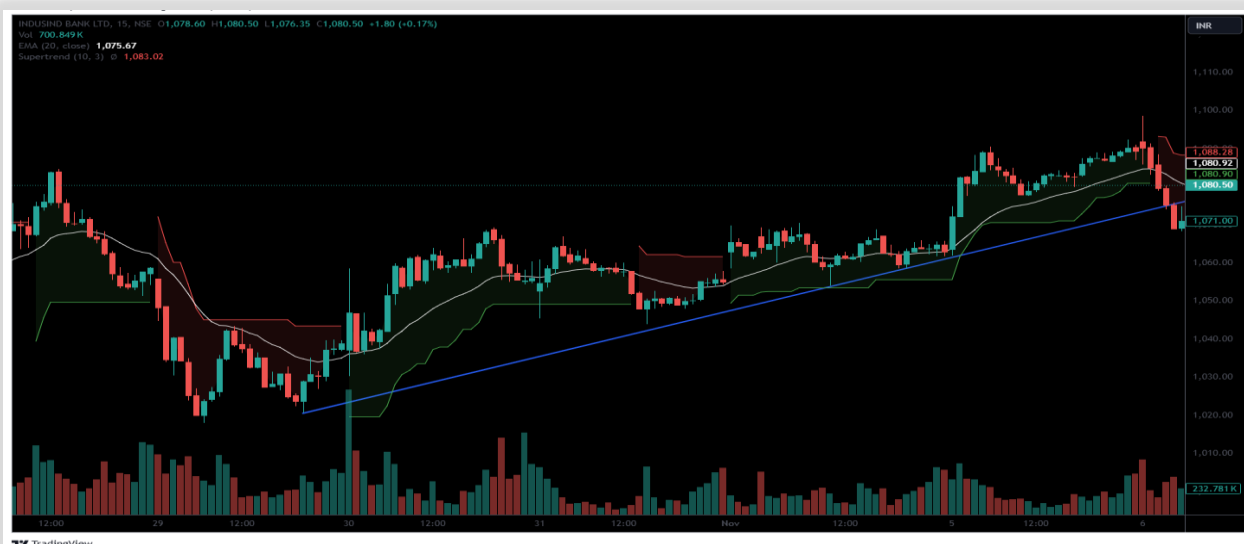 INDUSIND BANK LTD, 15, NSE O1,078.60 H1,080.50 L1,076.35 C1,080.50 +1.80 (+0.17%)
Vol 700.849K
EMA (20, close) 1,075.67
Supertrend (10, 3) Ø 1,083.02
INR
1,110.00
1,100.00
1,088.28
1,080.92
1,080.90
1,080.50
1,071.00
1,060.00
1,050.00
1,040.00
1,030.00
1,020.00
1,010.00
232.781K
12:00 29 12:00 30 12:00 31 12:00 Nov 12:00 5 12:00 6
TradingView